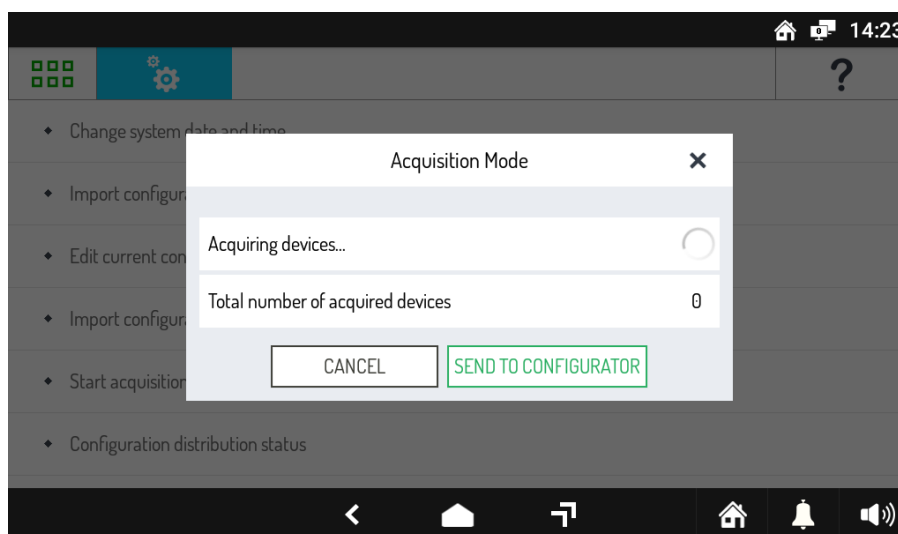 14:23
?
Change system date and time
Acquisition Mode
Import configur
Acquiring devices...
Edit current con
Total number of acquired devices 0
Import configur
CANCEL SEND TO CONFIGURATOR
Start acquisition
Configuration distribution status